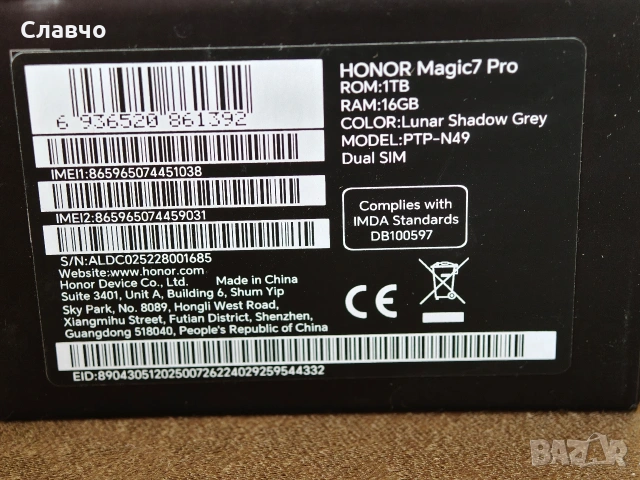 Славчо
HONOR Magic7 Pro
ROM:1TB
RAM:16GB
COLOR:Lunar Shadow Grey
MODEL:PTP-N49
Dual SIM
6 936520 861392
IMEI1:865965074451038
IMEI2:865965074459031
S/N:ALDC025228001685
Complies with
IMDA Standards
DB100597
Website:www.honor.com
Honor Device Co., Ltd. Made in China
Suite 3401, Unit A, Building 6, Shum Yip
Sky Park, No. 8089, Hongli West Road,
Xiangmihu Street, Futian District, Shenzhen,
Guangdong 518040, People's Republic of China
CE
EID:89043051202500726224029259544332
BAZAR
bg